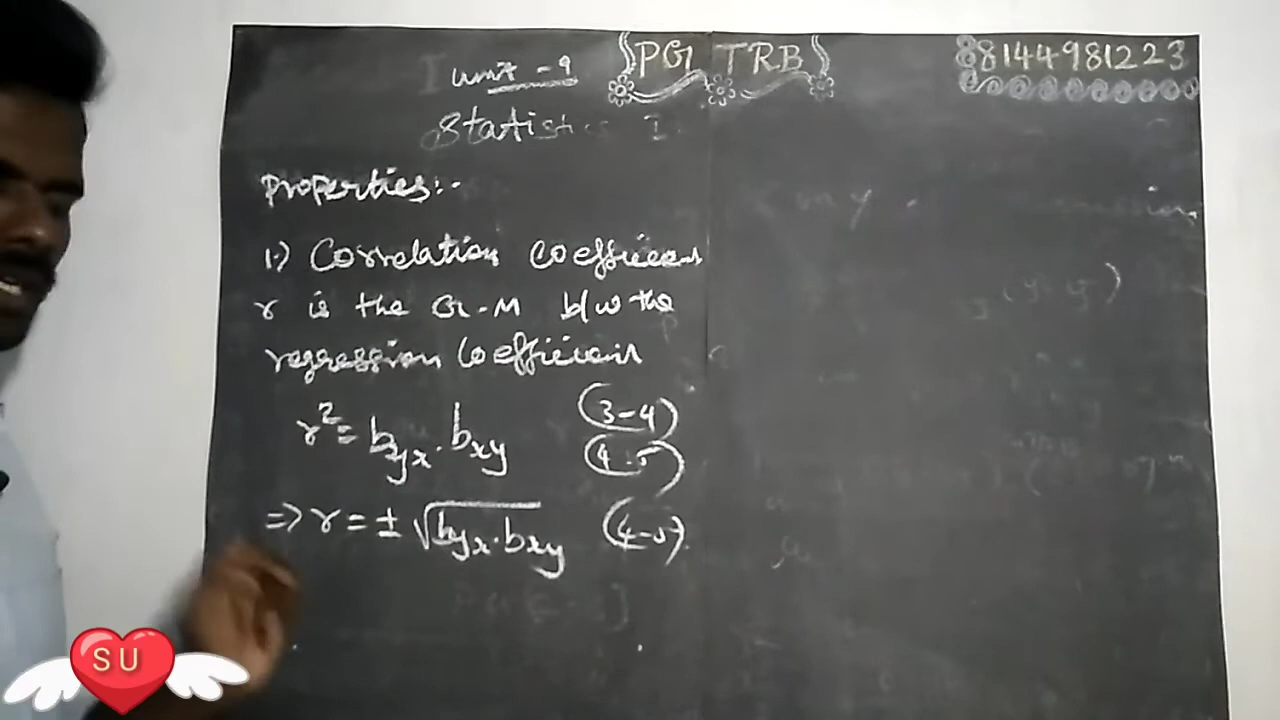 unit - 9
PG TRB
88144981223
Statistics I
Properties:-
1.) Correlation Coefficient
r is the G.M b/w the
regression Coefficient
r² = byx . bxy (3-4)
(4-5)
=> r = ± √byx . bxy (4-5)
SU